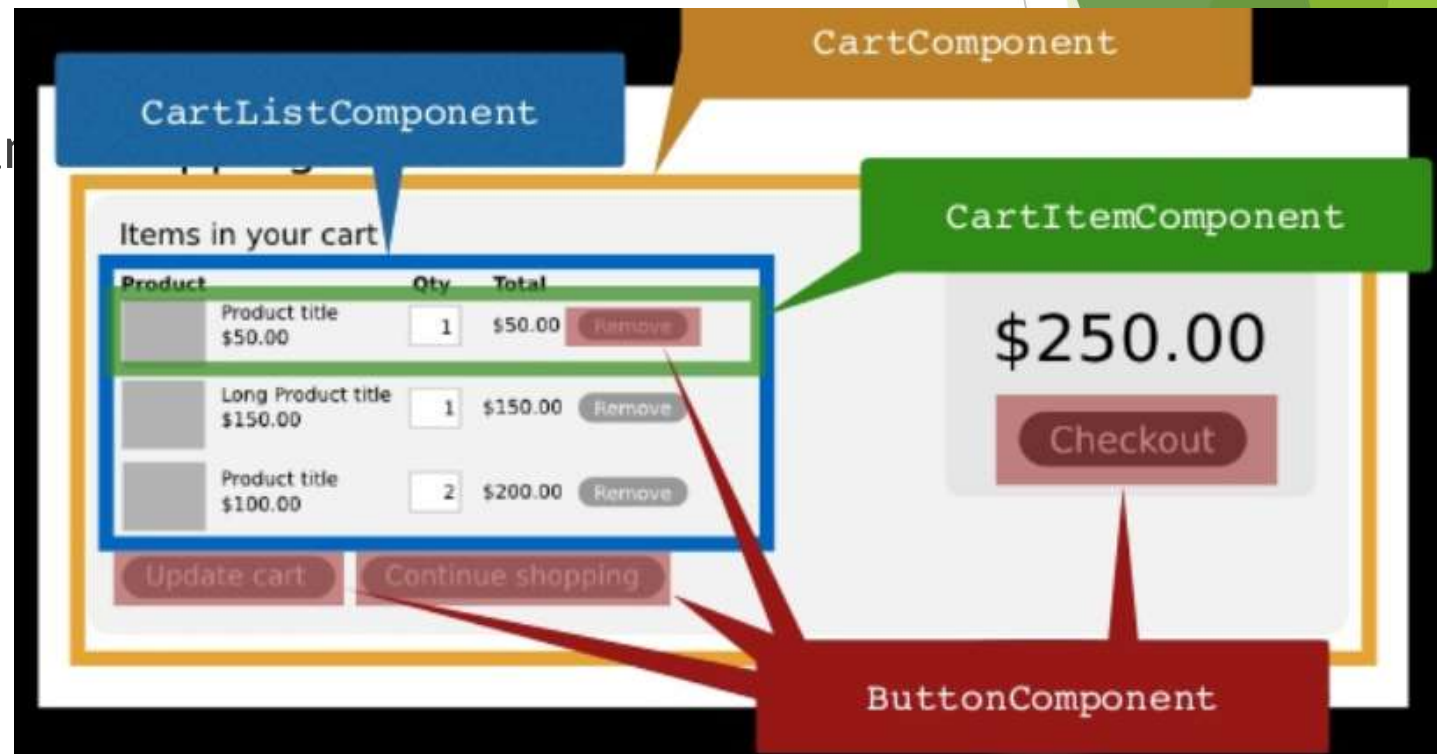 CartComponent
CartListComponent
CartItemComponent
Items in your cart
Product Qty Total
Product title
$50.00
1 $50.00 Remove
Long Product title
$150.00
1 $150.00 Remove
Product title
$100.00
2 $200.00 Remove
$250.00
Checkout
Update cart Continue shopping
ButtonComponent